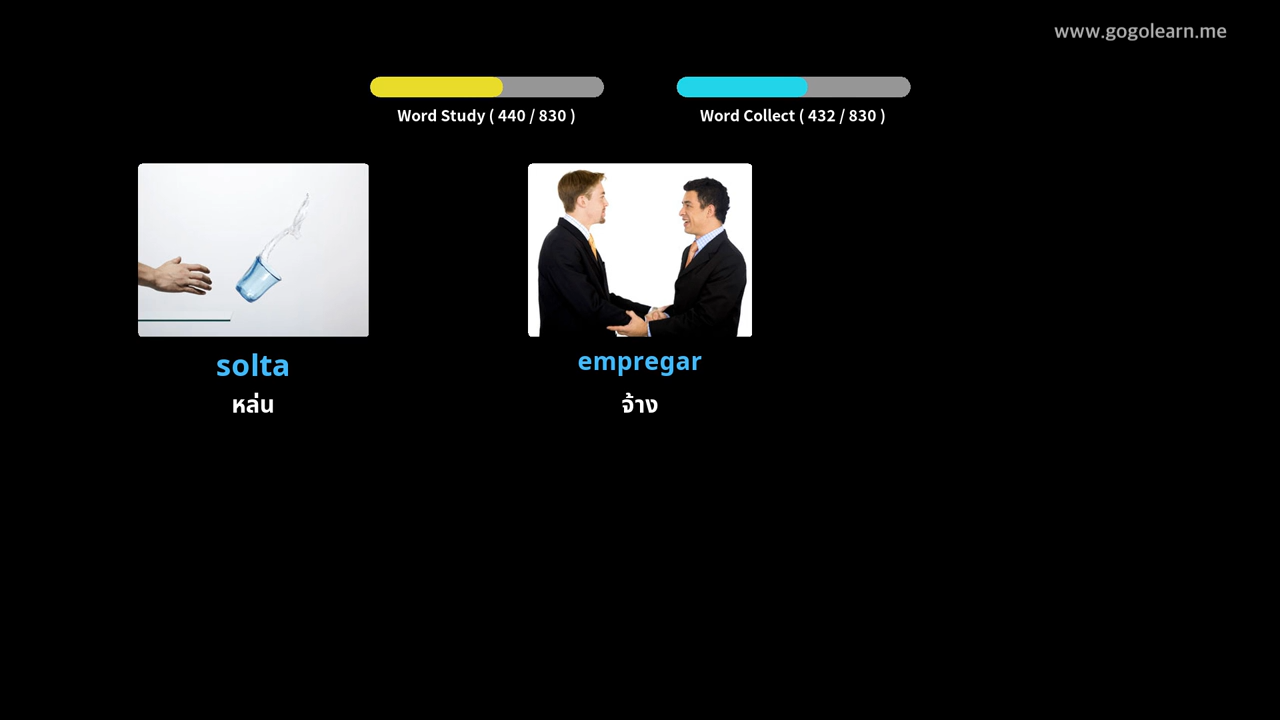 www.gogolearn.me
Word Study ( 440 / 830 )
Word Collect ( 432 / 830 )
solta
หล่น
empregar
จ้าง